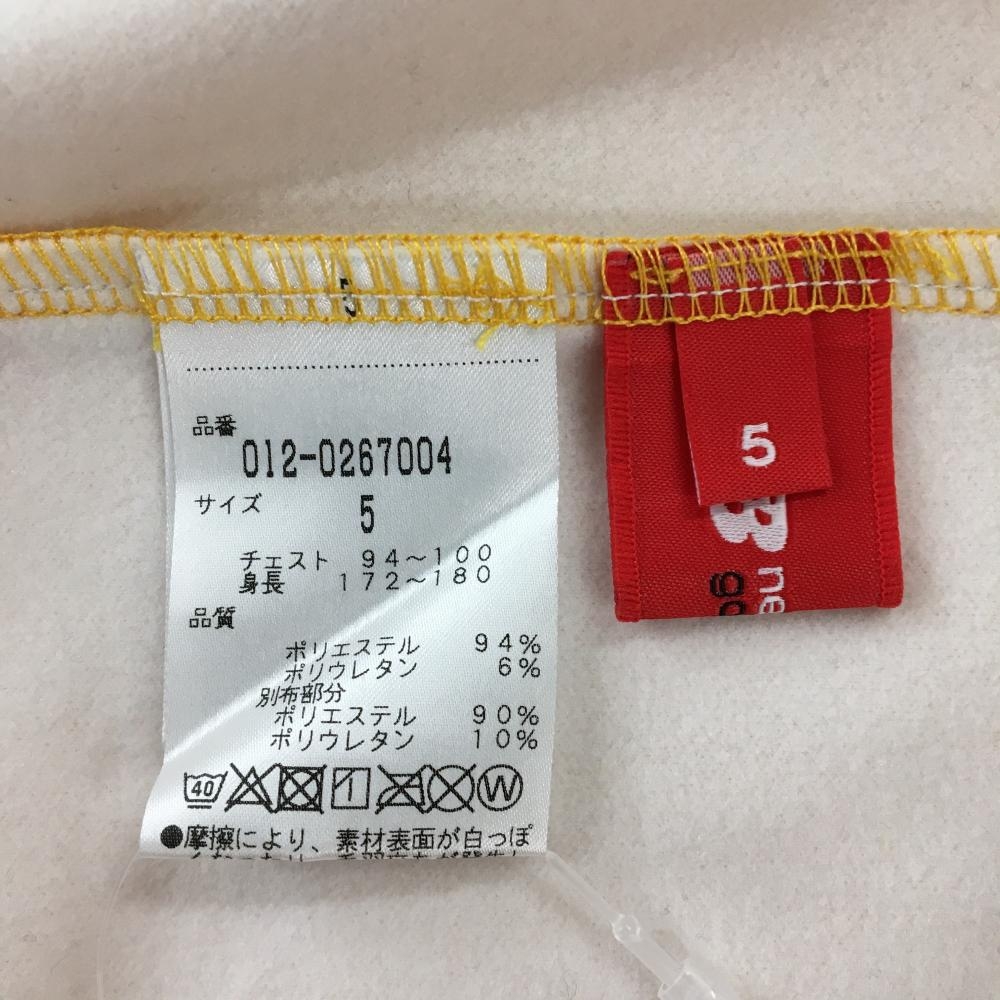 品番
012-0267004
サイズ
5
チェスト 94~100
身長 172~180
品質
ポリエステル 94%
ポリウレタン 6%
別布部分
ポリエステル 90%
ポリウレタン 10%
40
W
●摩擦により、素材表面が白っぽ
5
ne
go